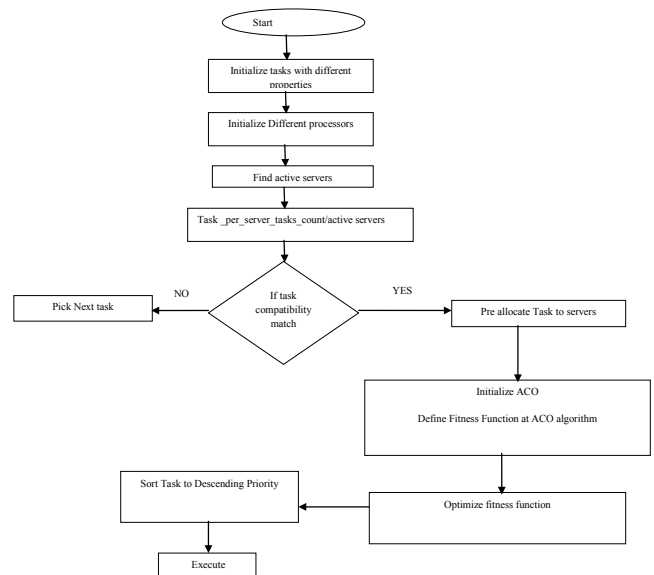 Start
Initialize tasks with different
properties
Initialize Different processors
Find active servers
Task _per_server_tasks_count/active servers
If task
compatibility
match
NO
YES
Pick Next task
Pre allocate Task to servers
Initialize ACO
Define Fitness Function at ACO algorithm
Sort Task to Descending Priority
Optimize fitness function
Execute